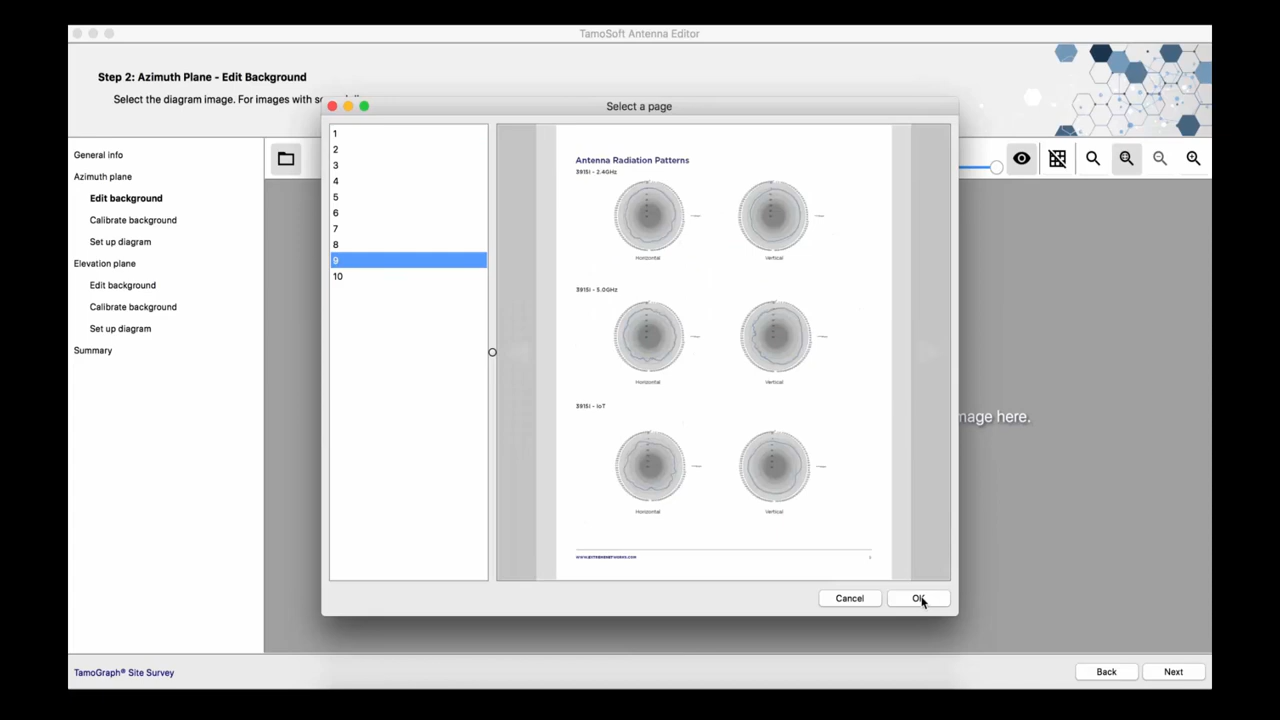 TamoSoft Antenna Editor
Step 2: Azimuth Plane - Edit Background
Select the diagram image. For images with
Select a page
General info
Azimuth plane
Edit background
Calibrate background
Set up diagram
Elevation plane
Edit background
Calibrate background
Set up diagram
Summary
1
2
3
4
5
6
7
8
9
10
Antenna Radiation Patterns
3915i - 2.4GHz
Horizontal
Vertical
3915i - 5.0GHz
Horizontal
Vertical
3915i - IoT
Horizontal
Vertical
WWW.EXTREMENETWORKS.COM
mage here.
Cancel
OK
TamoGraph® Site Survey
Back
Next